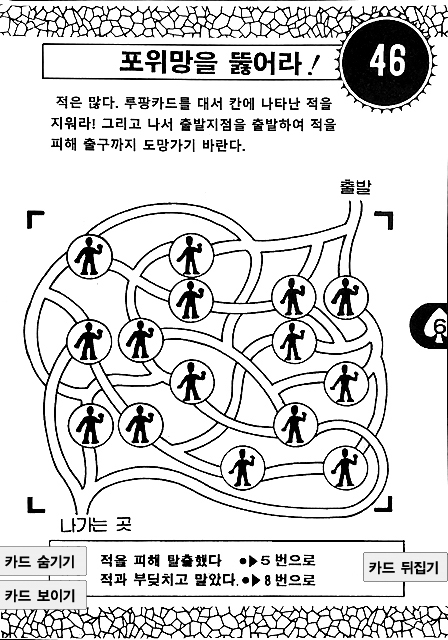 포위망을 뚫어라!
46
적은 많다. 루팡카드를 대서 칸에 나타난 적을
지워라! 그리고 나서 출발지점을 출발하여 적을
피해 출구까지 도망가기 바란다.
출발
6
나가는 곳
적을 피해 탈출했다 ●▶5번으로
적과 부딪치고 말았다.●▶8번으로
카드 숨기기
카드 뒤집기
카드 보이기